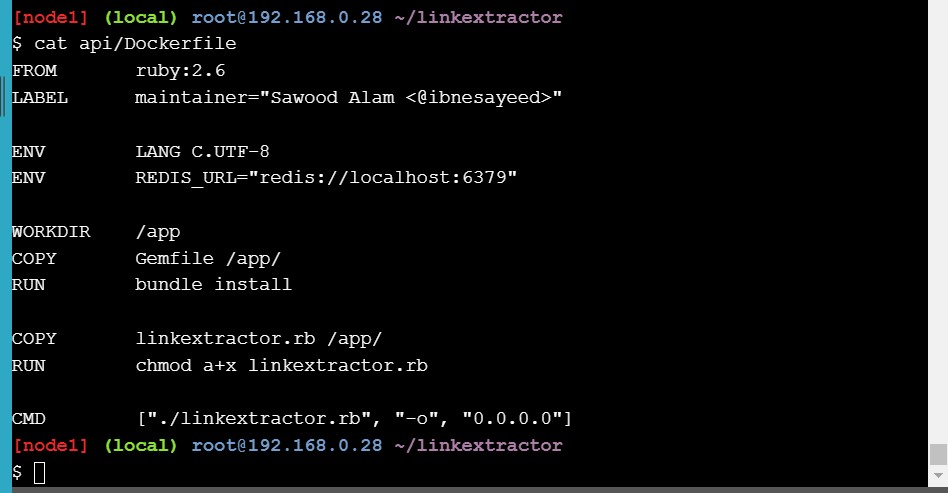 [node1] (local) root@192.168.0.28 ~/linkextractor
$ cat api/Dockerfile
FROM ruby:2.6
LABEL maintainer="Sawood Alam <@ibnesayeed>"
ENV LANG C.UTF-8
ENV REDIS_URL="redis://localhost:6379"
WORKDIR /app
COPY Gemfile /app/
RUN bundle install
COPY linkextractor.rb /app/
RUN chmod a+x linkextractor.rb
CMD ["./linkextractor.rb", "-o", "0.0.0.0"]
[node1] (local) root@192.168.0.28 ~/linkextractor
$